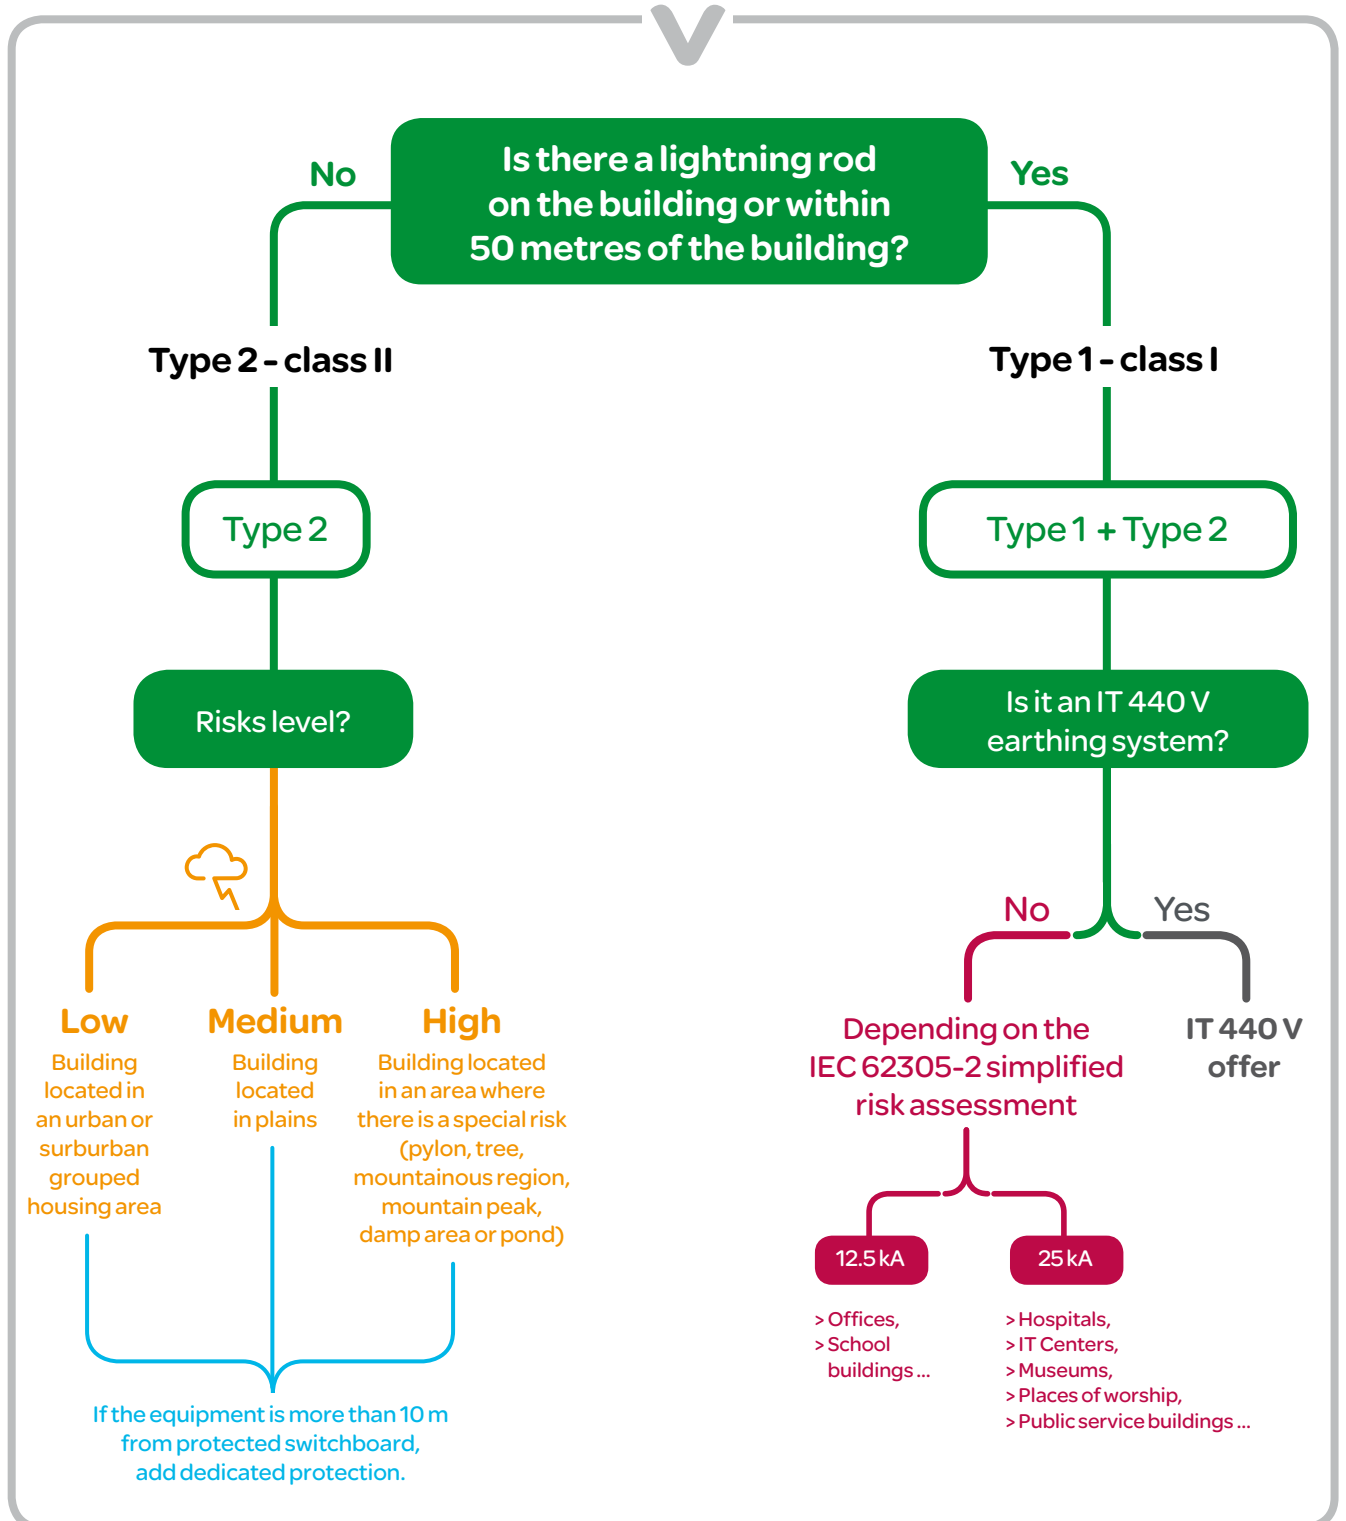 No
Is there a lightning rod
on the building or within
50 metres of the building?
Yes
Type 2 - class II
Type 1 - class I
Type 2
Type 1 + Type 2
Risks level?
Is it an IT 440 V
earthing system?
No
Yes
Low
Building
located in
an urban or
surburban
grouped
housing area
Medium
Building
located
in plains
High
Building located
in an area where
there is a special risk
(pylon, tree,
mountainous region,
mountain peak,
damp area or pond)
Depending on the
IEC 62305-2 simplified
risk assessment
IT 440 V
offer
12.5 kA
> Offices,
> School
buildings ...
25 kA
> Hospitals,
> IT Centers,
> Museums,
> Places of worship,
> Public service buildings ...
If the equipment is more than 10 m
from protected switchboard,
add dedicated protection.